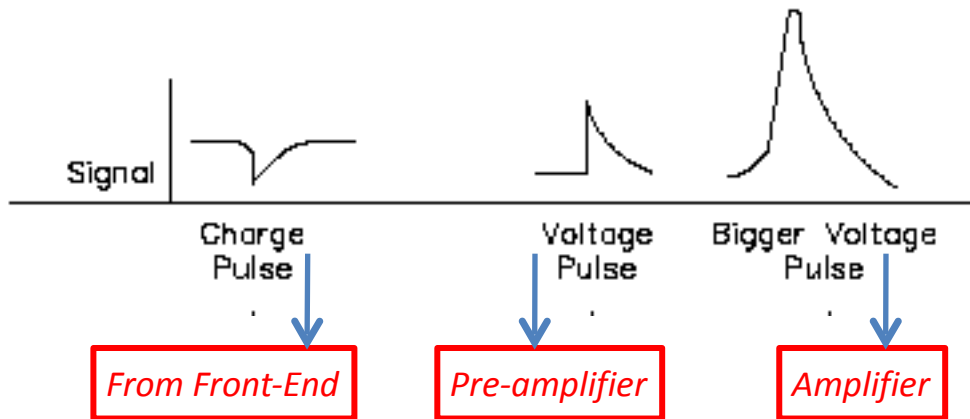 Signal
Charge
Pulse
Voltage
Pulse
Bigger Voltage
Pulse
From Front-End
Pre-amplifier
Amplifier